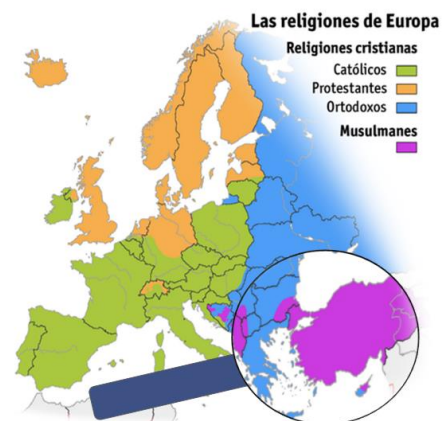 Las religiones de Europa
Religiones cristianas
Católicos
Protestantes
Ortodoxos
Musulmanes